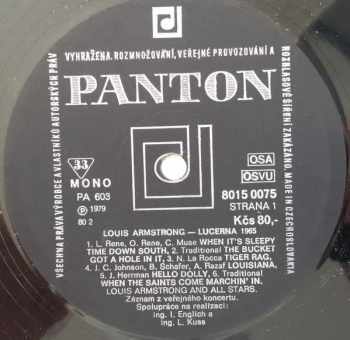 VŠECHNA PRÁVA VÝROBCE A VLASTNÍKŮ AUTORSKÝCH PRÁV VYHRAŽENA. ROZMNOŽOVÁNÍ, VEŘEJNÉ PROVOZOVÁNÍ A ROZHLASOVÉ ŠÍŘENÍ ZAKÁZÁNO. MADE IN CZECHOSLOVAKIA
PANTON
33
MONO
PA 603
℗ 1979
80 2
OSA
OSVU
8015 0075
STRANA 1
Kčs 80,-
LOUIS ARMSTRONG — LUCERNA 1965
1. L. Rene, O. Rene, C. Muse WHEN IT'S SLEEPY
TIME DOWN SOUTH, 2. Traditional THE BUCKET
GOT A HOLE IN IT, 3. N. La Rocca TIGER RAG,
4. J. C. Johnson, B. Schafer, A. Razaf LOUISIANA,
5. J. Herrman HELLO DOLLY, 6. Traditional
WHEN THE SAINTS COME MARCHIN' IN.
LOUIS ARMSTRONG AND ALL STARS.
Záznam z veřejného koncertu.
Spolupráce na realizaci:
ing. I. Englich a
ing. L. Kuss